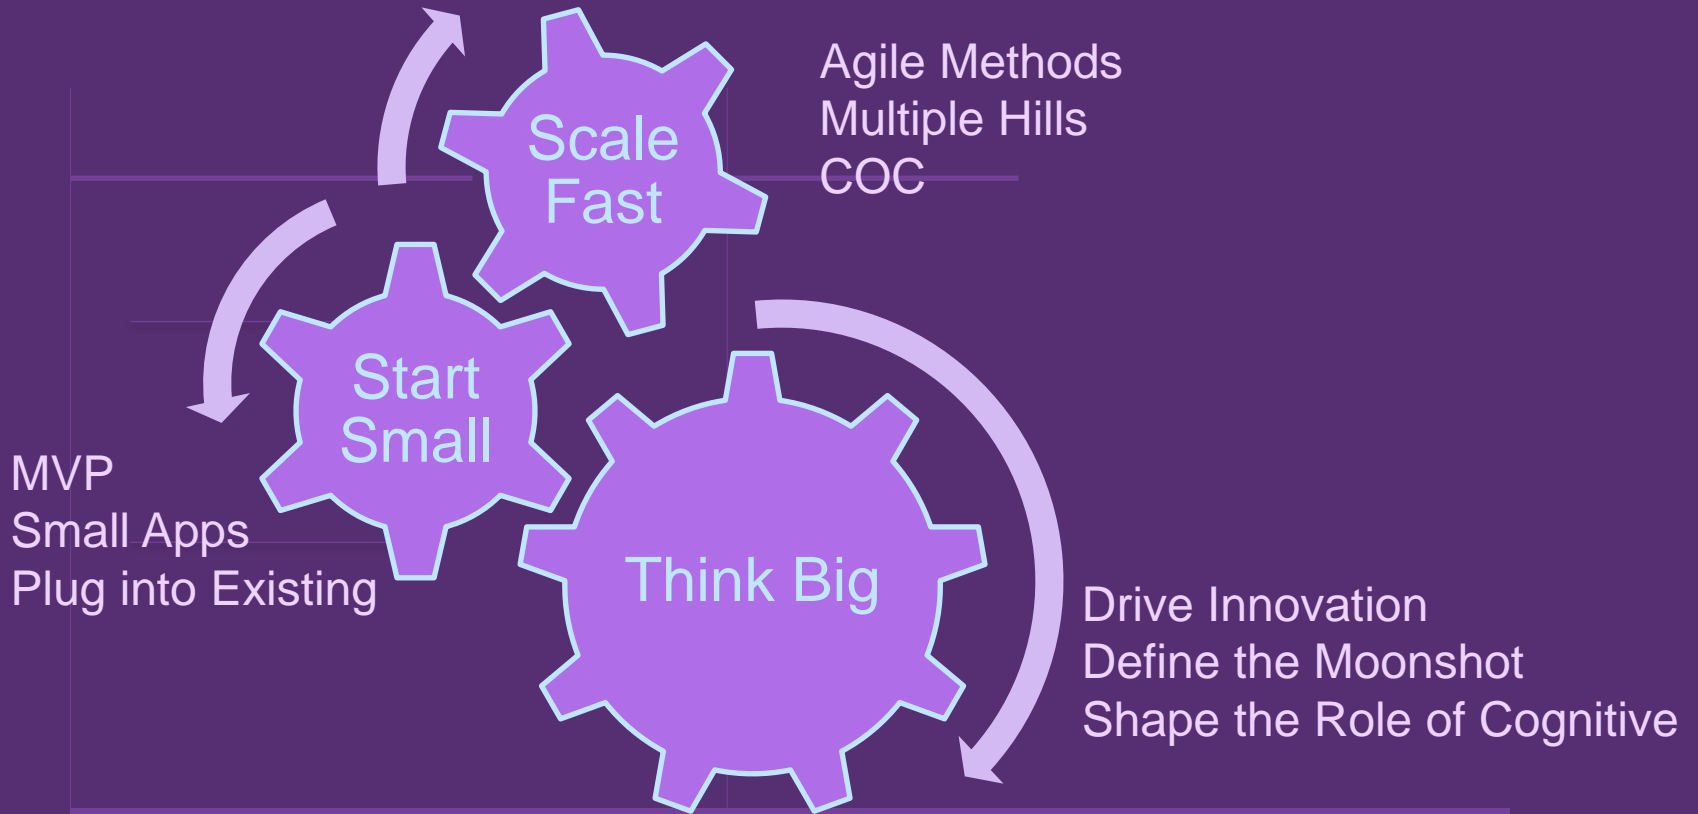 Scale
Fast
Agile Methods
Multiple Hills
COC
Start
Small
MVP
Small Apps
Plug into Existing
Think Big
Drive Innovation
Define the Moonshot
Shape the Role of Cognitive